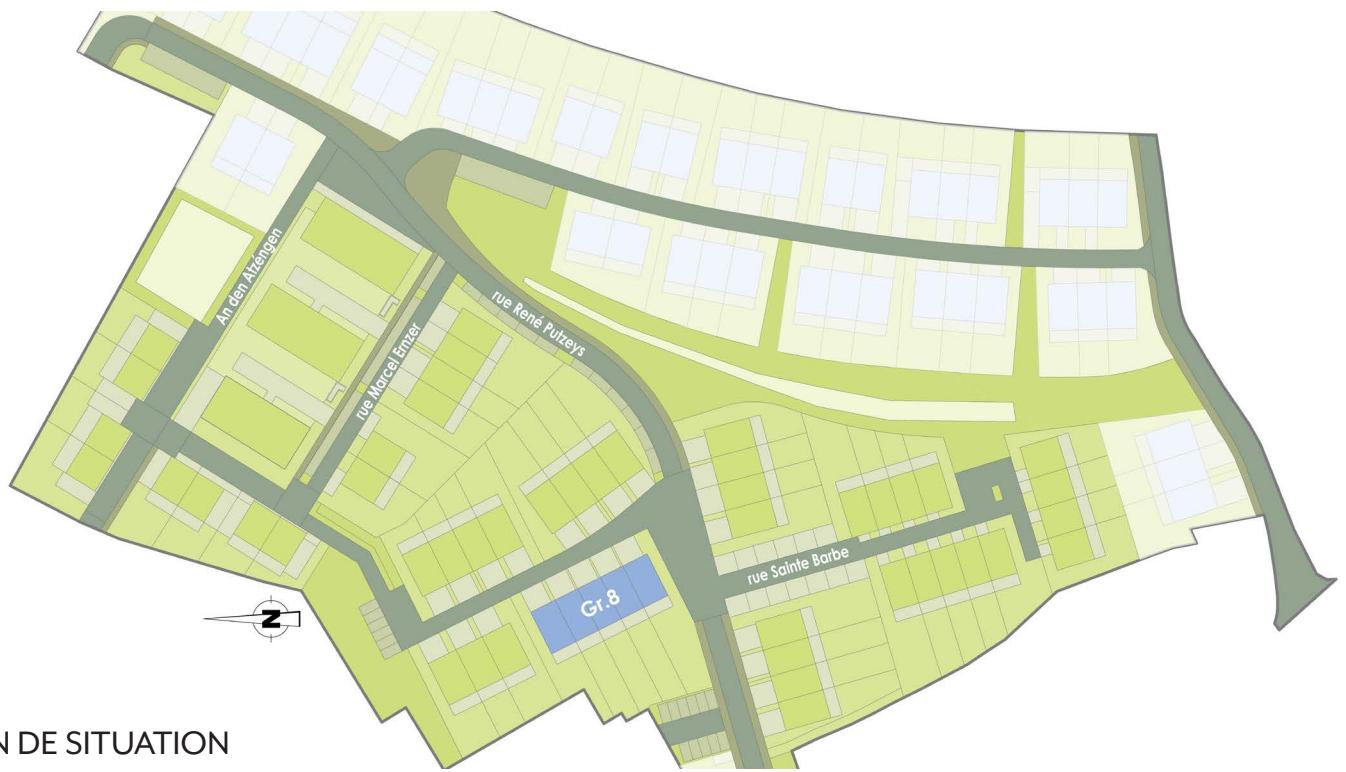 An den Atzéngen
rue Marcel Ernzer
rue René Putzeys
rue Sainte Barbe
Gr.8
N
N DE SITUATION